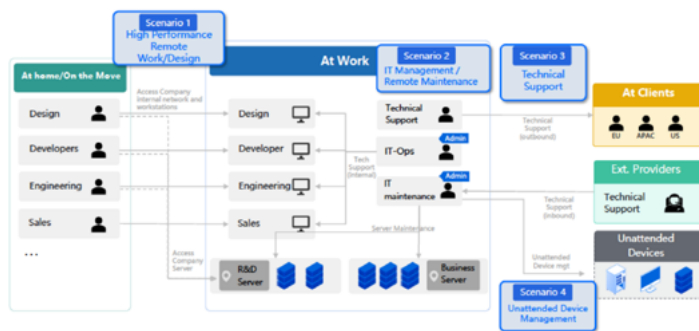 Scenario 1
High Performance
Remote
Work/Design
At Work
Scenario 2
IT Management /
Remote Maintenance
Scenario 3
Technical
Support
At home/On the Move
Design
Developers
Engineering
Sales
...
Access Company
Internal network and
workstations
Access
Company
Server
Design
Developer
Engineering
Sales
Tech
Support
(Internal)
Technical
Support
IT-Ops
Admin
IT
maintenance
Admin
Server Maintenance
R&D
Server
Business
Server
Technical
Support
(outbound)
Technical
Support
(inbound)
Unattended
Device mgt
At Clients
EU
APAC
US
Ext. Providers
Technical
Support
Unattended
Devices
Scenario 4
Unattended Device
Management